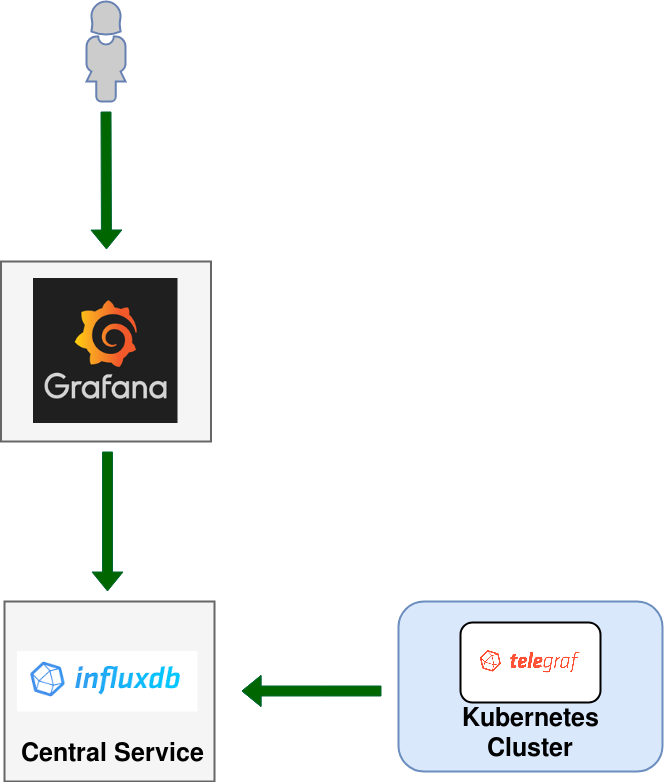 Grafana
influxdb
Central Service
telegraf
Kubernetes
Cluster